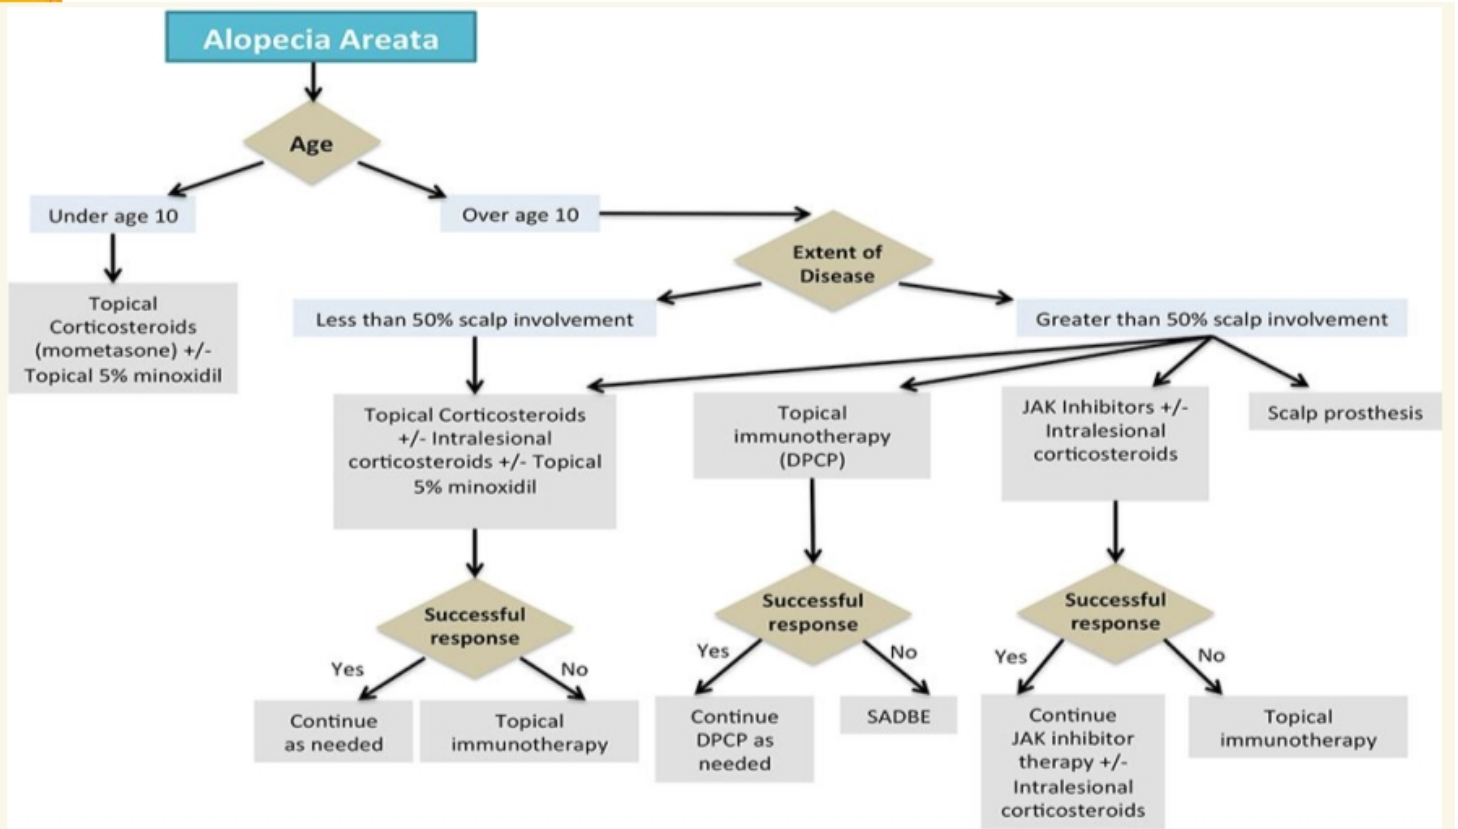 Alopecia Areata
Age
Under age 10
Over age 10
Extent of
Disease
Topical
Corticosteroids
(mometasone) +/-
Topical 5% minoxidil
Less than 50% scalp involvement
Greater than 50% scalp involvement
Topical Corticosteroids
+/- Intralesional
corticosteroids +/- Topical
5% minoxidil
Topical
immunotherapy
(DPCP)
JAK Inhibitors +/-
Intralesional
corticosteroids
Scalp prosthesis
Successful
response
Yes
No
Continue
as needed
Topical
immunotherapy
Successful
response
Yes
No
Continue
DPCP as
needed
SADBE
Successful
response
Yes
No
Continue
JAK inhibitor
therapy +/-
Intralesional
corticosteroids
Topical
immunotherapy